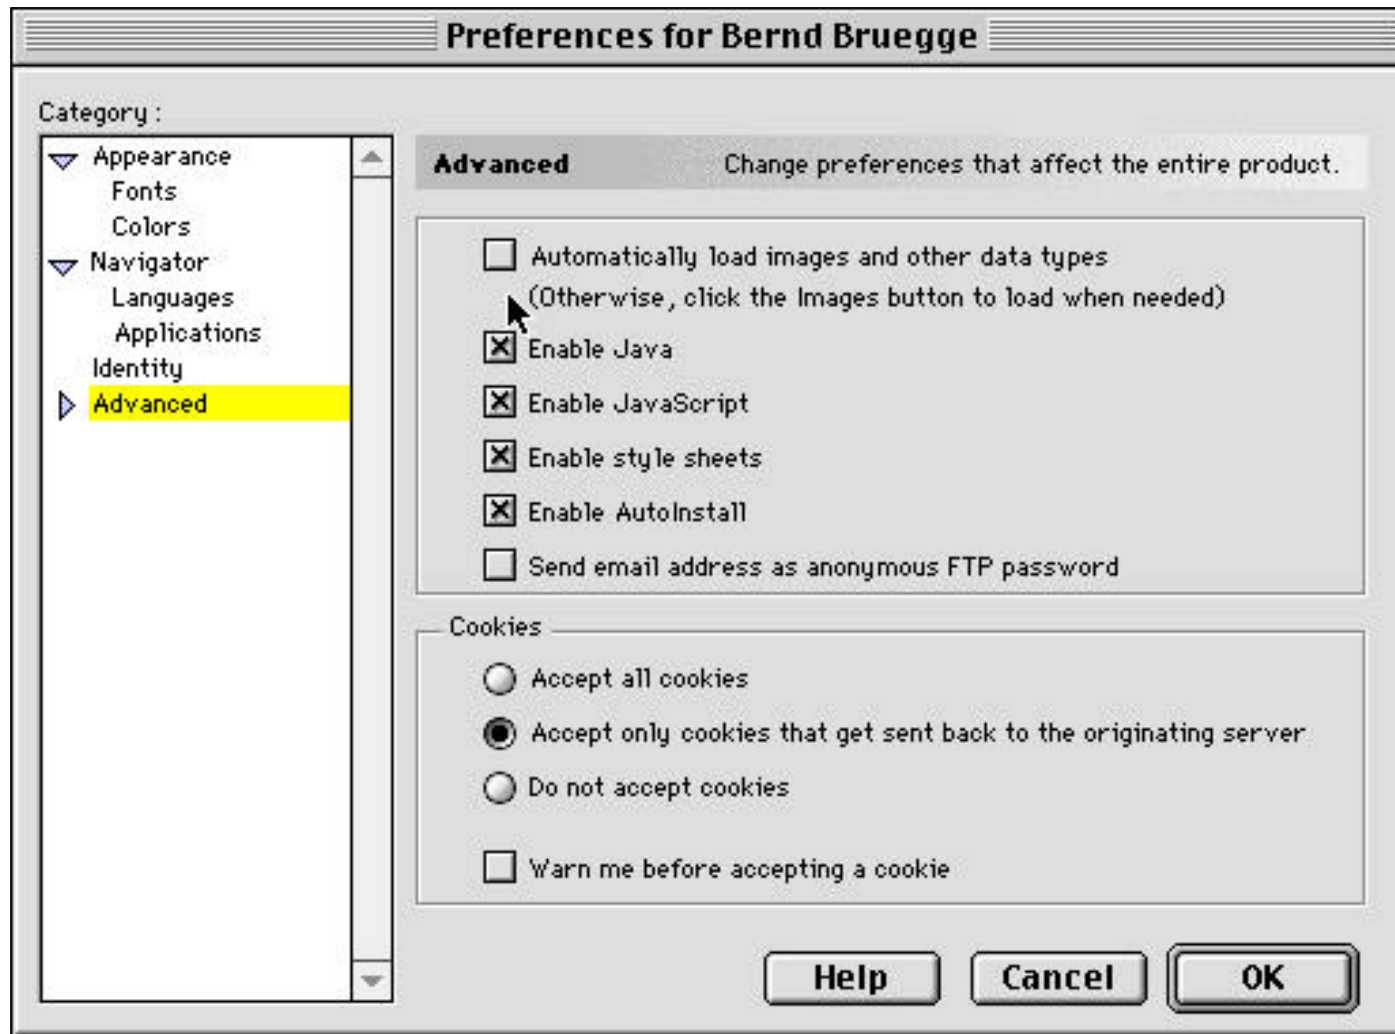 Preferences for Bernd Bruegge
Category :
Appearance
Fonts
Colors
Navigator
Languages
Applications
Identity
Advanced
Advanced Change preferences that affect the entire product.
Automatically load images and other data types
(Otherwise, click the Images button to load when needed)
Enable Java
Enable JavaScript
Enable style sheets
Enable AutoInstall
Send email address as anonymous FTP password
Cookies
Accept all cookies
Accept only cookies that get sent back to the originating server
Do not accept cookies
Warn me before accepting a cookie
Help Cancel OK